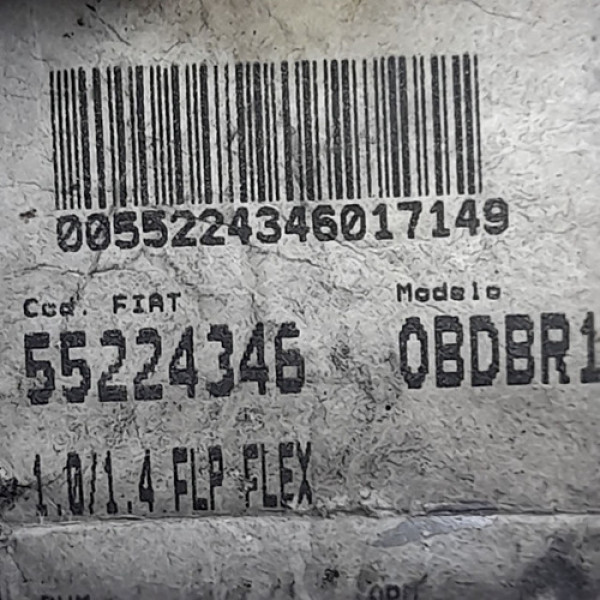 0055224346017149
Cod. FIAT
Modelo
55224346
OBDBR1
1.0/1.4 FLP FLEX